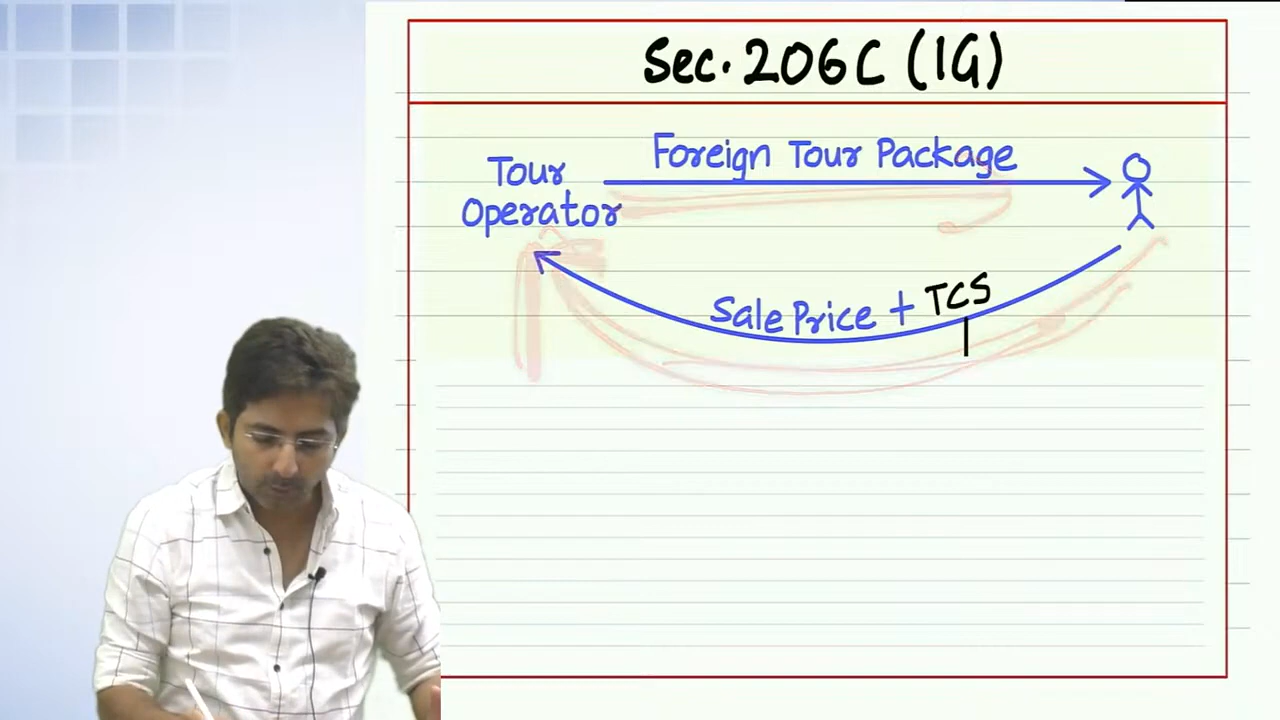 Sec. 206C (1G)
Foreign Tour Package
Tour
Operator
Sale Price + TCS